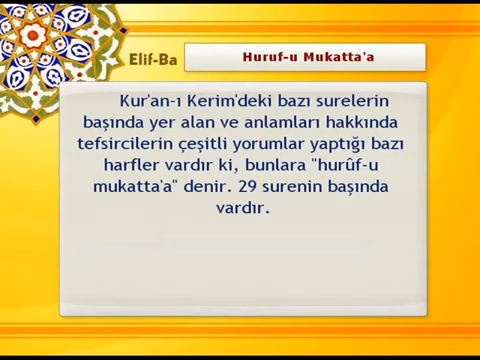 Elif-Ba
Huruf-u Mukatta'a
Kur'an-ı Kerim'deki bazı surelerin
başında yer alan ve anlamları hakkında
tefsircilerin çeşitli yorumlar yaptığı bazı
harfler vardır ki, bunlara "hurûf-u
mukatta'a" denir. 29 surenin başında
vardır.